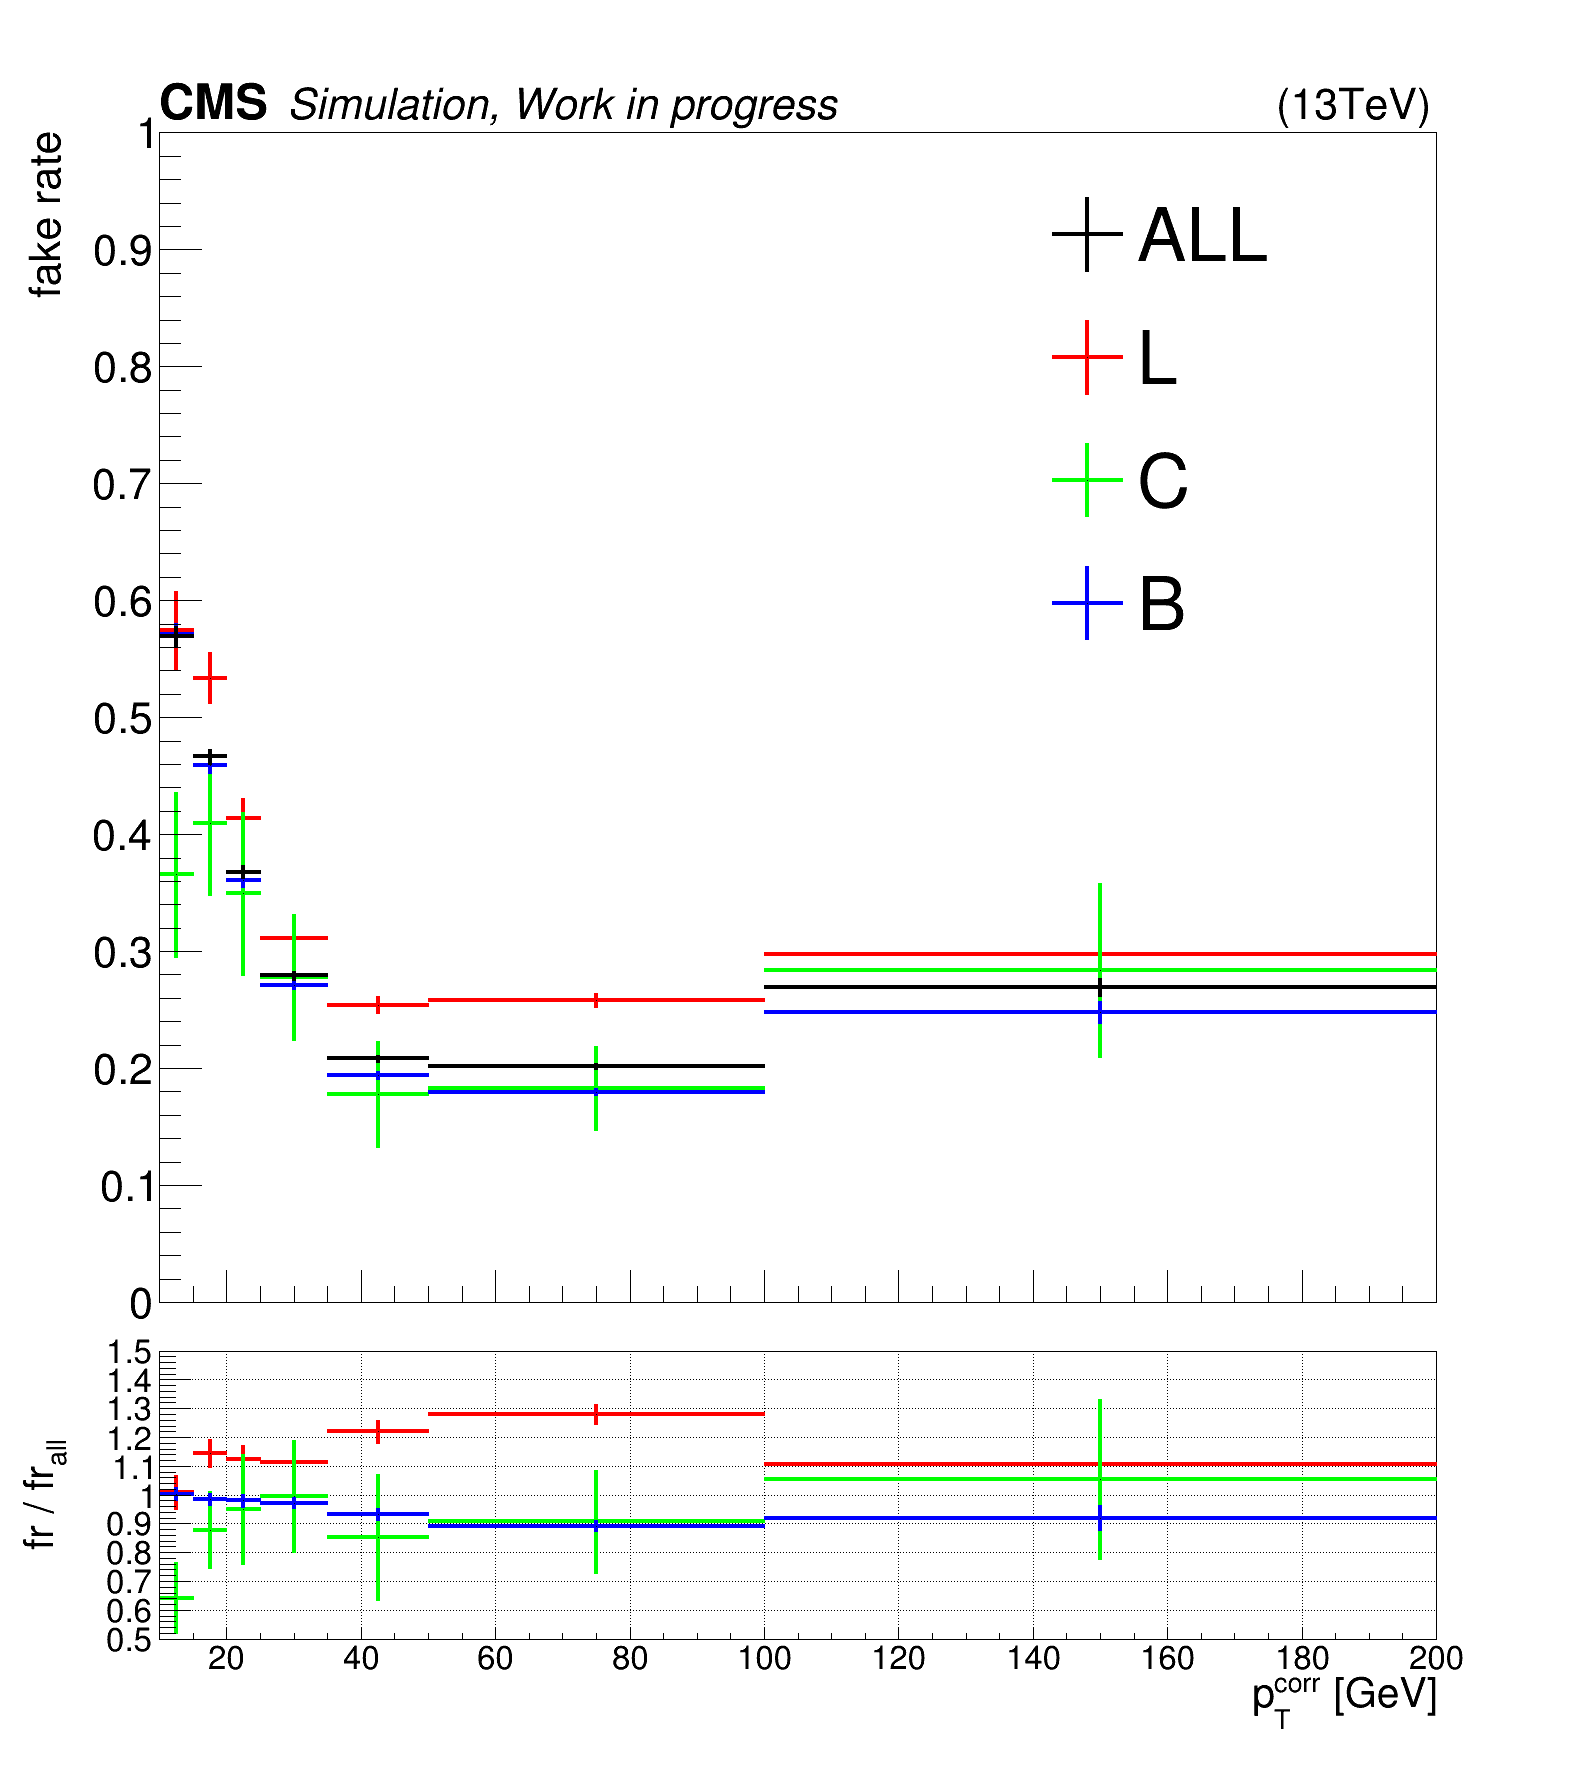 CMS Simulation, Work in progress (13TeV)
fake rate
1
0.9
0.8
0.7
0.6
0.5
0.4
0.3
0.2
0.1
0
ALL
L
C
B
fr / fr_all
1.5
1.4
1.3
1.2
1.1
1
0.9
0.8
0.7
0.6
0.5
20 40 60 80 100 120 140 160 180 200
p_T^corr [GeV]